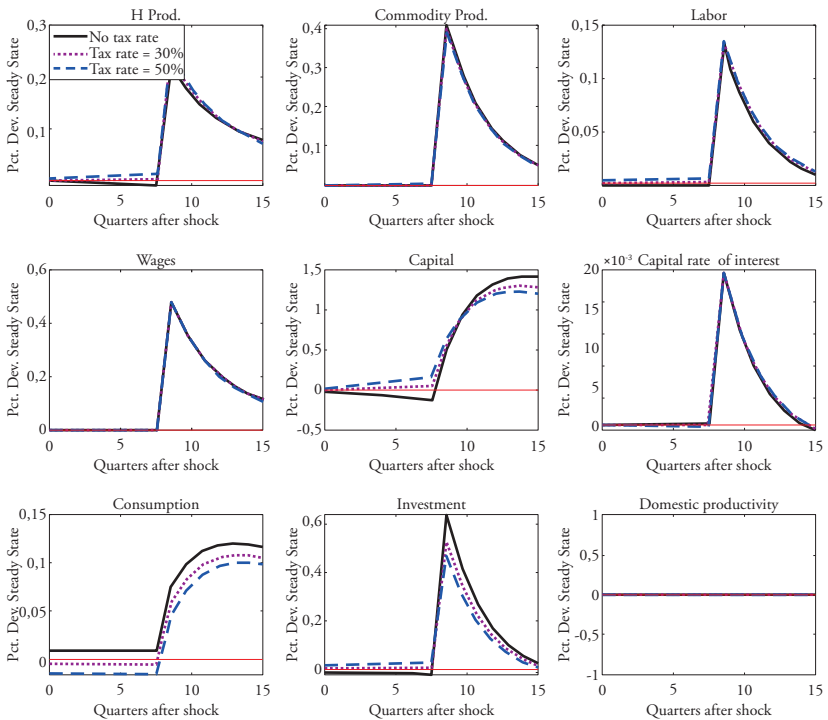 H Prod.
Commodity Prod.
Labor
Pct. Dev. Steady State
0,3
0,2
0,1
0
5
10
15
Quarters after shock
No tax rate
Tax rate = 30%
Tax rate = 50%
Pct. Dev. Steady State
0,4
0,3
0,2
0,1
0
5
10
15
Quarters after shock
Pct. Dev. Steady State
0,15
0,10
0,05
0
5
10
15
Quarters after shock
Wages
Capital
×10⁻³ Capital rate of interest
Pct. Dev. Steady State
0,6
0,4
0,2
0
0
5
10
15
Quarters after shock
Pct. Dev. Steady State
1,5
1,0
0,5
0
-0,5
0
5
10
15
Quarters after shock
Pct. Dev. Steady State
20
20
10
5
0
0
5
10
15
Quarters after shock
Consumption
Investment
Domestic productivity
Pct. Dev. Steady State
0,15
0,10
0,05
0
0
5
10
15
Quarters after shock
Pct. Dev. Steady State
0,6
0,4
0,2
0
0
5
10
15
Quarters after shock
Pct. Dev. Steady State
1
0,5
0
-0,5
-1
0
5
10
15
Quarters after shock